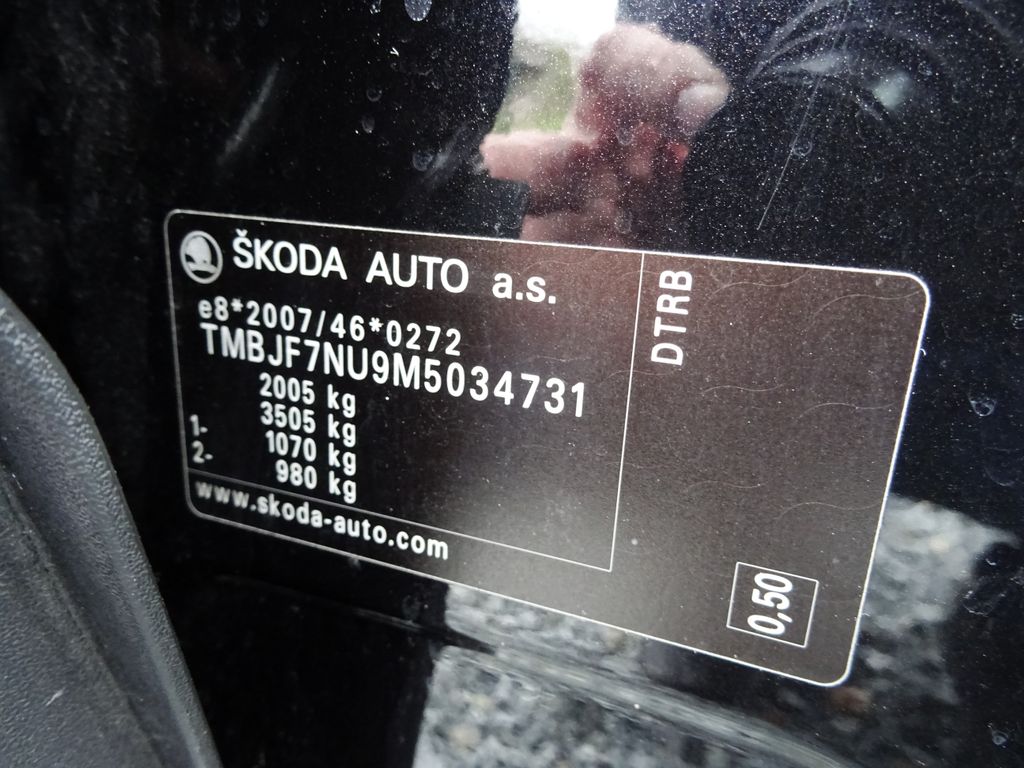 ŠKODA AUTO a.s.
e8*2007/46*0272
TMBJF7NU9M5034731
2005 kg
3505 kg
1- 1070 kg
2- 980 kg
www.skoda-auto.com
DTRB
0,50